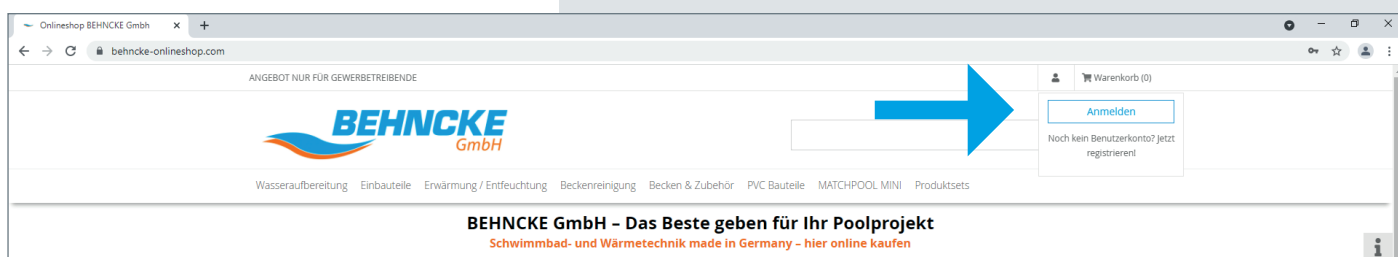 Onlineshop BEHNCKE Gmbh
behncke-onlineshop.com
ANGEBOT NUR FÜR GEWERBETREIBENDE
Warenkorb (0)
BEHNCKE
GmbH
Anmelden
Noch kein Benutzerkonto? Jetzt
registrieren!
Wasseraufbereitung Einbauteile Erwärmung / Entfeuchtung Beckenreinigung Becken & Zubehör PVC Bauteile MATCHPOOL MINI Produktsets
BEHNCKE GmbH – Das Beste geben für Ihr Poolprojekt
Schwimmbad- und Wärmetechnik made in Germany – hier online kaufen